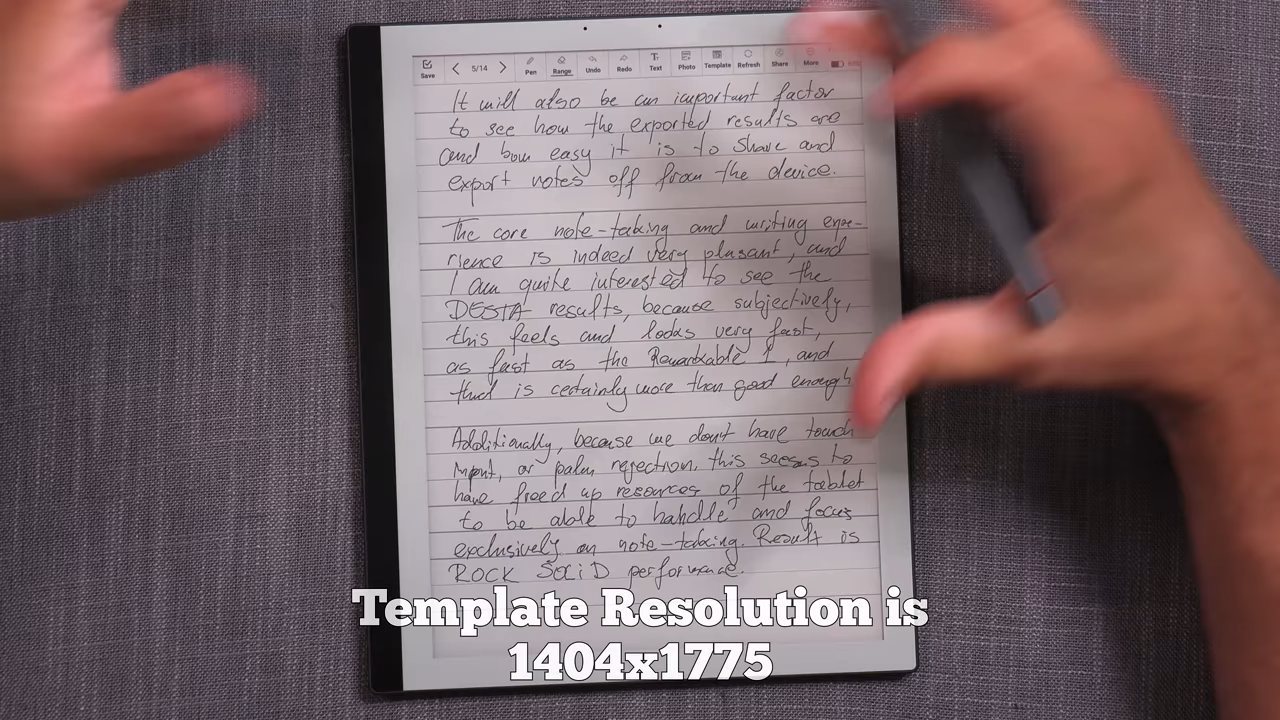 Save
5/14
Pen
Range
Undo
Redo
Text
Photo
Template
Refresh
Share
More
It will also be an important factor
to see how the exported results are
and how easy it is to share and
export notes off from the device.
The core note-taking and writing expe-
rience is indeed very plasant, and
I am quite interested to see the
DESTA results, because subjectively,
this feels and looks very fast,
as fast as the Remarkable 1, and
that is certainly more than good enough
Additionally, because we don't have touch
input, or palm rejection, this seems to
have freed up resources of the tablet
to be able to handle and focus
exclusively on note-taking. Result is
ROCK SOLID performance.
Template Resolution is
1404x1775